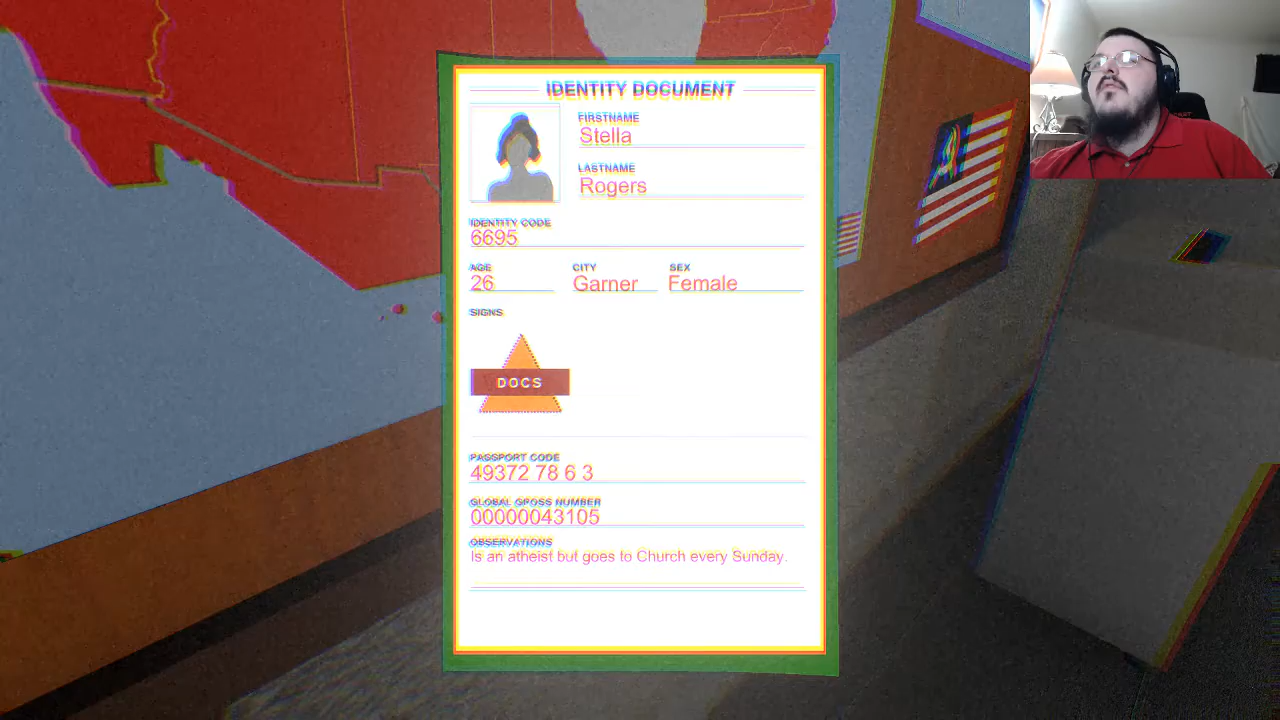 IDENTITY DOCUMENT
FIRSTNAME
Stella
LASTNAME
Rogers
IDENTITY CODE
6695
AGE CITY SEX
26 Garner Female
SIGNS
DOCS
PASSPORT CODE
49372 78 6 3
GLOBAL GPOSS NUMBER
00000043105
OBSERVATIONS
Is an atheist but goes to Church every Sunday.